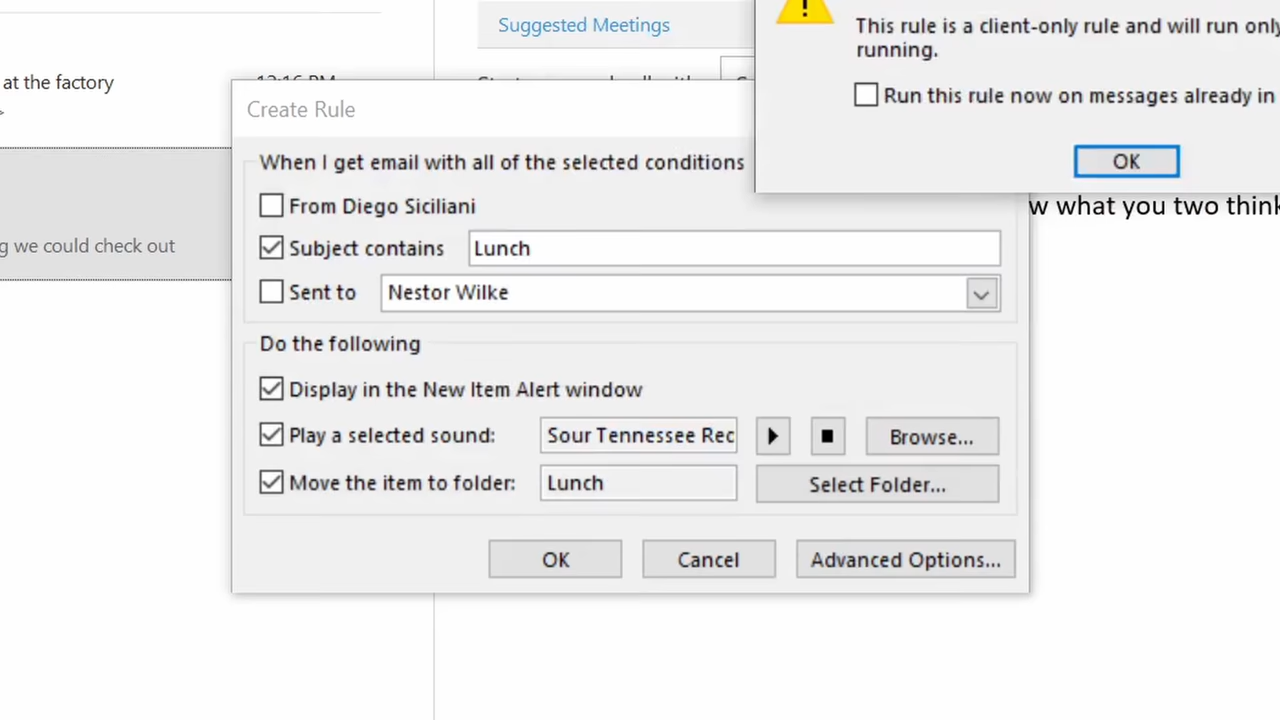 at the factory
ng we could check out
Suggested Meetings
Create Rule
When I get email with all of the selected conditions
From Diego Siciliani
Subject contains Lunch
Sent to Nestor Wilke
Do the following
Display in the New Item Alert window
Play a selected sound: Sour Tennessee Rec Browse...
Move the item to folder: Lunch Select Folder...
OK Cancel Advanced Options...
This rule is a client-only rule and will run only
running.
Run this rule now on messages already in
OK
w what you two think